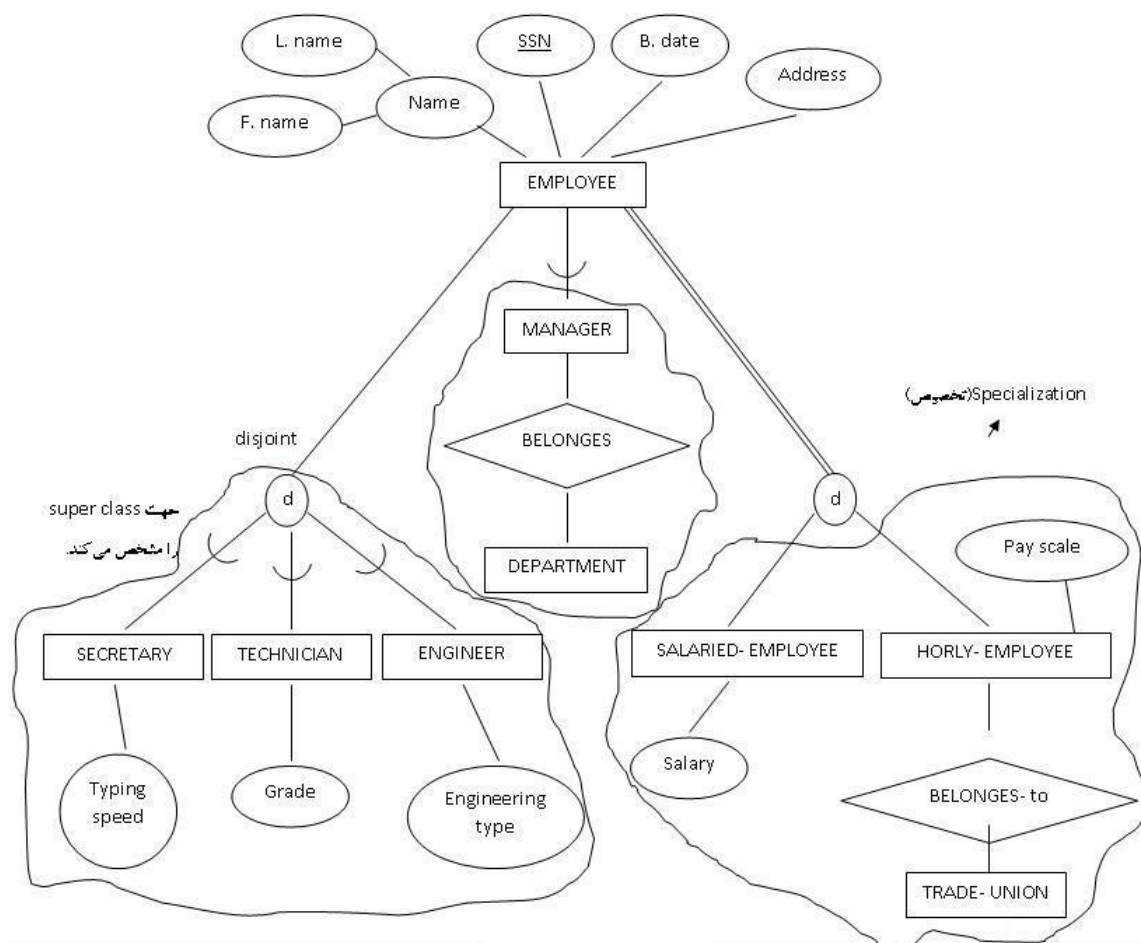 L. name
SSN
B. date
Address
Name
F. name
EMPLOYEE
MANAGER
Specialization(تخصیص)
BELONGES
disjoint
d
d
جهت super class
را مشخص می کند.
Pay scale
DEPARTMENT
SECRETARY
TECHNICIAN
ENGINEER
SALARIED- EMPLOYEE
HORLY- EMPLOYEE
Typing
speed
Grade
Engineering
type
Salary
BELONGES- to
TRADE- UNION